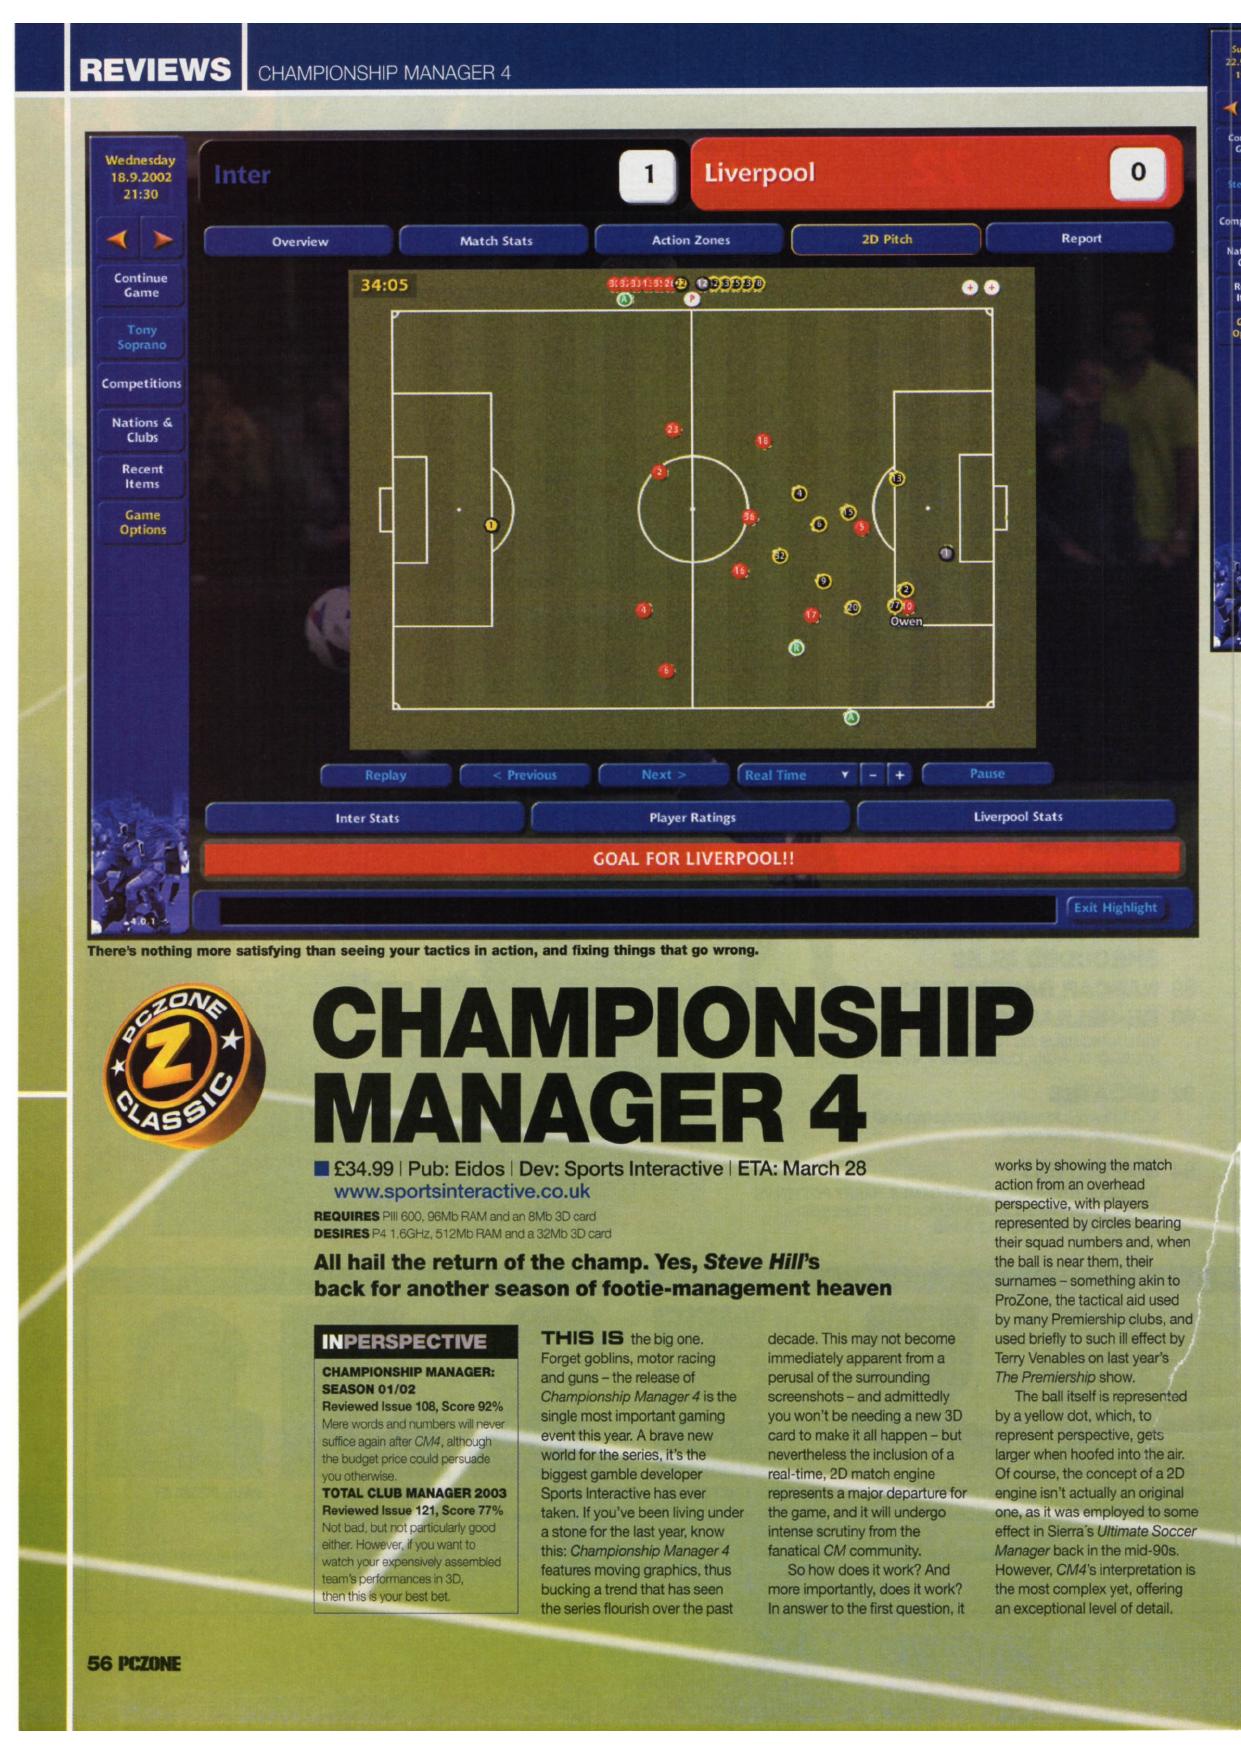 REVIEWS
CHAMPIONSHIP MANAGER 4
Wednesday
18.9.2002
21:30
Continue
Game
Tony
Soprano
Competitions
Nations &
Clubs
Recent
Items
Game
Options
4.0.1
Inter 1 Liverpool 0
Overview Match Stats Action Zones 2D Pitch Report
34:05
A P
23
18
2
13
4
15
36
6
5
1
32
1
16
9
2
4
17
20
10
Owen
R
6
A
Replay < Previous Next > Real Time - + Pause
Inter Stats Player Ratings Liverpool Stats
GOAL FOR LIVERPOOL!!
Exit Highlight
There's nothing more satisfying than seeing your tactics in action, and fixing things that go wrong.
PCZONE
Z
CLASSIC
CHAMPIONSHIP
MANAGER 4
£34.99 | Pub: Eidos | Dev: Sports Interactive | ETA: March 28
www.sportsinteractive.co.uk
REQUIRES PIII 600, 96Mb RAM and an 8Mb 3D card
DESIRES P4 1.6GHz, 512Mb RAM and a 32Mb 3D card
All hail the return of the champ. Yes, Steve Hill's
back for another season of footie-management heaven
INPERSPECTIVE
CHAMPIONSHIP MANAGER:
SEASON 01/02
Reviewed Issue 108, Score 92%
Mere words and numbers will never
suffice again after CM4, although
the budget price could persuade
you otherwise.
TOTAL CLUB MANAGER 2003
Reviewed Issue 121, Score 77%
Not bad, but not particularly good
either. However, if you want to
watch your expensively assembled
team's performances in 3D,
then this is your best bet.
THIS IS the big one.
Forget goblins, motor racing
and guns – the release of
Championship Manager 4 is the
single most important gaming
event this year. A brave new
world for the series, it's the
biggest gamble developer
Sports Interactive has ever
taken. If you've been living under
a stone for the last year, know
this: Championship Manager 4
features moving graphics, thus
bucking a trend that has seen
the series flourish over the past
decade. This may not become
immediately apparent from a
perusal of the surrounding
screenshots – and admittedly
you won't be needing a new 3D
card to make it all happen – but
nevertheless the inclusion of a
real-time, 2D match engine
represents a major departure for
the game, and it will undergo
intense scrutiny from the
fanatical CM community.
So how does it work? And
more importantly, does it work?
In answer to the first question, it
works by showing the match
action from an overhead
perspective, with players
represented by circles bearing
their squad numbers and, when
the ball is near them, their
surnames – something akin to
ProZone, the tactical aid used
by many Premiership clubs, and
used briefly to such ill effect by
Terry Venables on last year's
The Premiership show.
The ball itself is represented
by a yellow dot, which, to
represent perspective, gets
larger when hoofed into the air.
Of course, the concept of a 2D
engine isn't actually an original
one, as it was employed to some
effect in Sierra's Ultimate Soccer
Manager back in the mid-90s.
However, CM4's interpretation is
the most complex yet, offering
an exceptional level of detail.
56 PCZONE